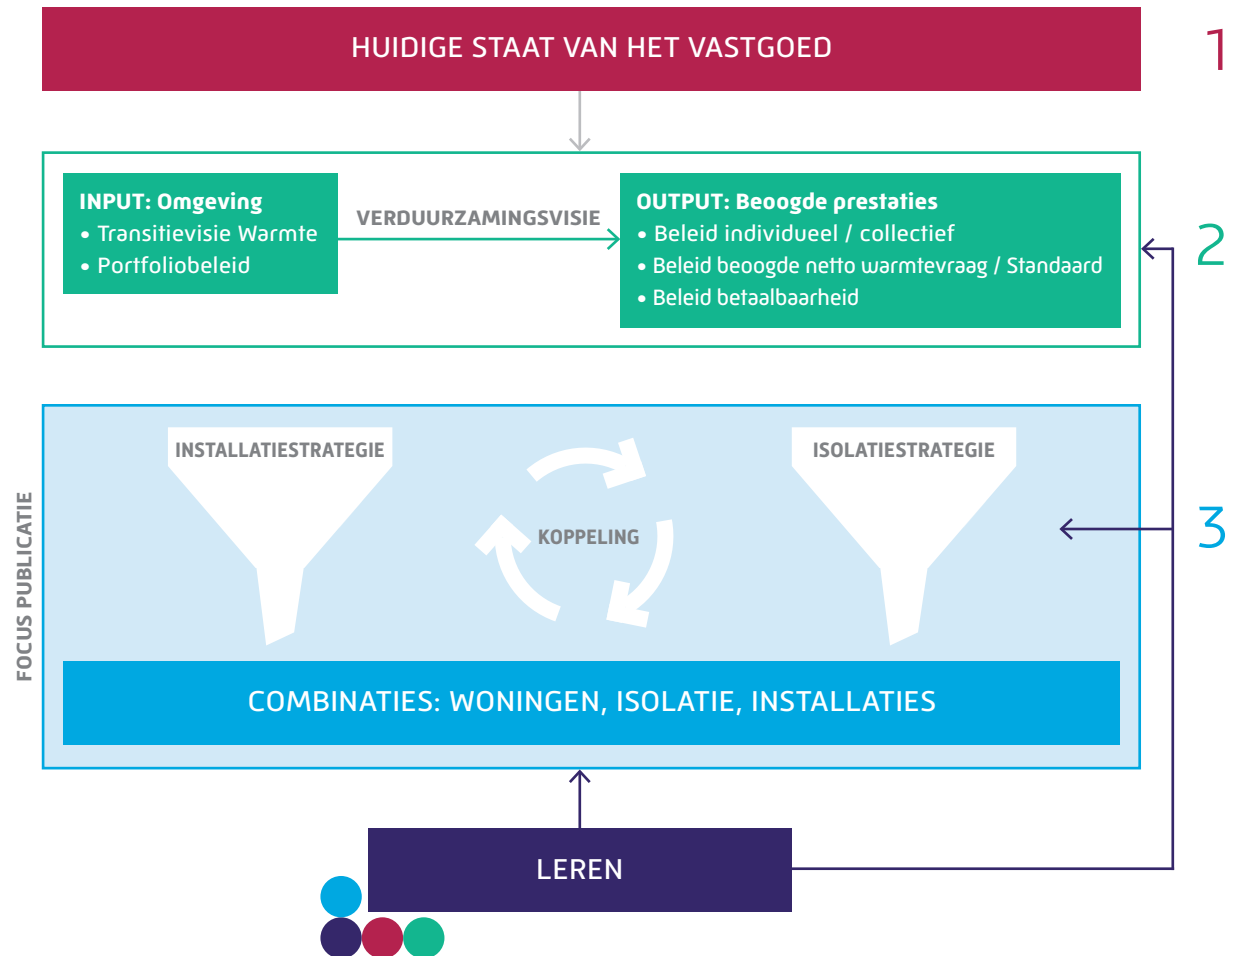 HUIDIGE STAAT VAN HET VASTGOED
1
INPUT: Omgeving
• Transitievisie Warmte
• Portfoliobeleid
VERDUURZAMINGSVISIE
OUTPUT: Beoogde prestaties
• Beleid individueel / collectief
• Beleid beoogde netto warmtevraag / Standaard
• Beleid betaalbaarheid
2
FOCUS PUBLICATIE
INSTALLATIESTRATEGIE
KOPPELING
ISOLATIESTRATEGIE
3
COMBINATIES: WONINGEN, ISOLATIE, INSTALLATIES
LEREN